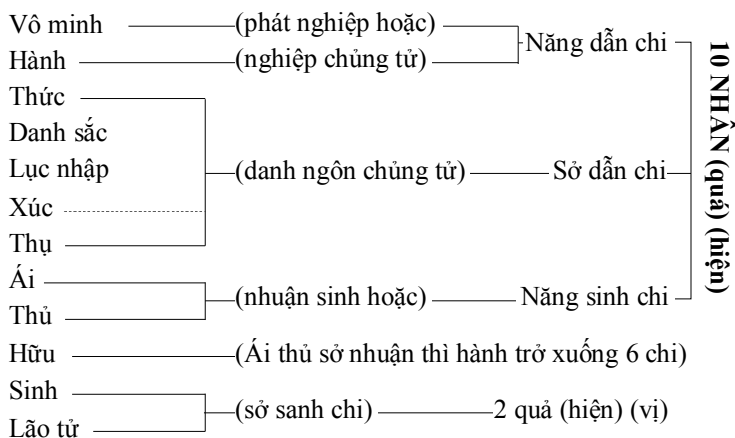 Vô minh (phát nghiệp hoặc)
Năng dẫn chi
Hành (nghiệp chủng tử)
Thức
Danh sắc
Lục nhập (danh ngôn chủng tử) Sở dẫn chi
Xúc
Thụ
Ái
(nhuận sinh hoặc) Năng sinh chi
Thủ
Hữu (Ái thủ sở nhuận thì hành trở xuống 6 chi)
Sinh
(sở sanh chi) 2 quả (hiện) (vị)
Lão tử
10 NHÂN (quá) (hiện)